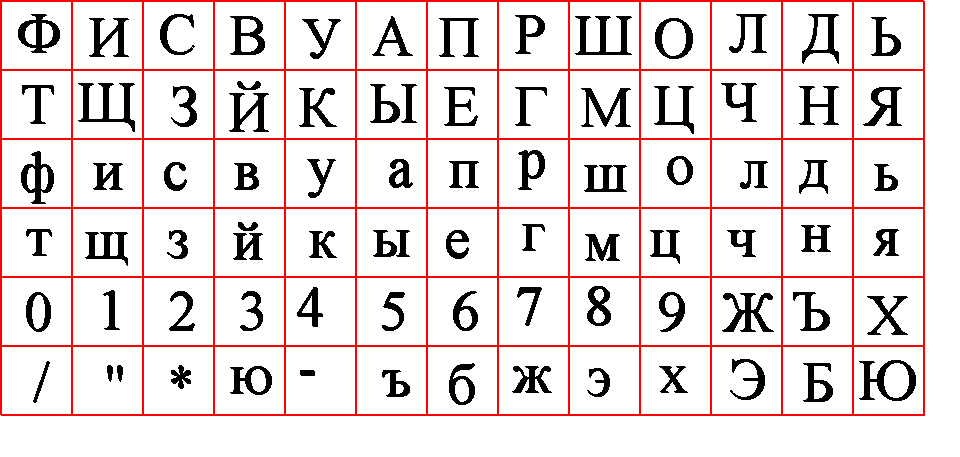 Ф И С В У А П Р Ш О Л Д Ь
Т Щ З Й К Ы Е Г М Ц Ч Н Я
ф и с в у а п р ш о л д ь
т щ з й к ы е г м ц ч н я
0 1 2 3 4 5 6 7 8 9 Ж Ъ Х
/ " * ю - ъ б ж э х Э Б Ю